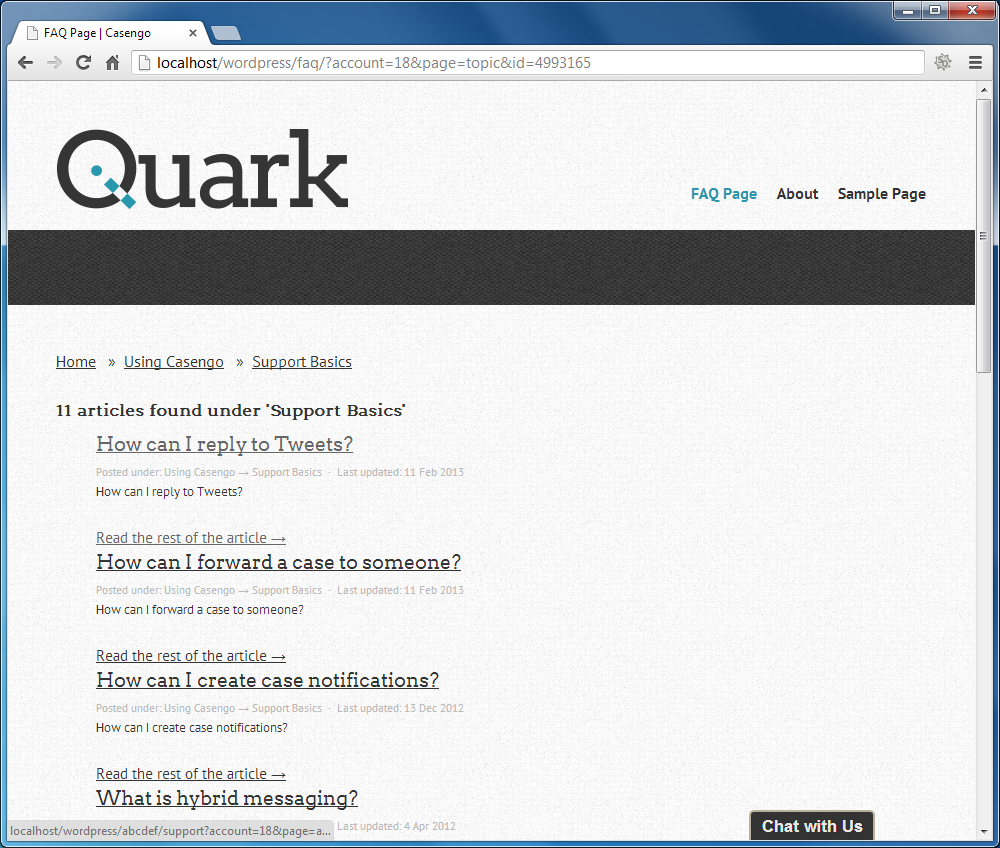 FAQ Page | Casengo
localhost/wordpress/faq/?account=18&page=topic&id=4993165
Quark
FAQ Page About Sample Page
Home » Using Casengo » Support Basics
11 articles found under 'Support Basics'
How can I reply to Tweets?
Posted under: Using Casengo → Support Basics · Last updated: 11 Feb 2013
How can I reply to Tweets?
Read the rest of the article →
How can I forward a case to someone?
Posted under: Using Casengo → Support Basics · Last updated: 11 Feb 2013
How can I forward a case to someone?
Read the rest of the article →
How can I create case notifications?
Posted under: Using Casengo → Support Basics · Last updated: 13 Dec 2012
How can I create case notifications?
Read the rest of the article →
What is hybrid messaging?
Last updated: 4 Apr 2012
localhost/wordpress/abcdef/support?account=18&page=a...
Chat with Us